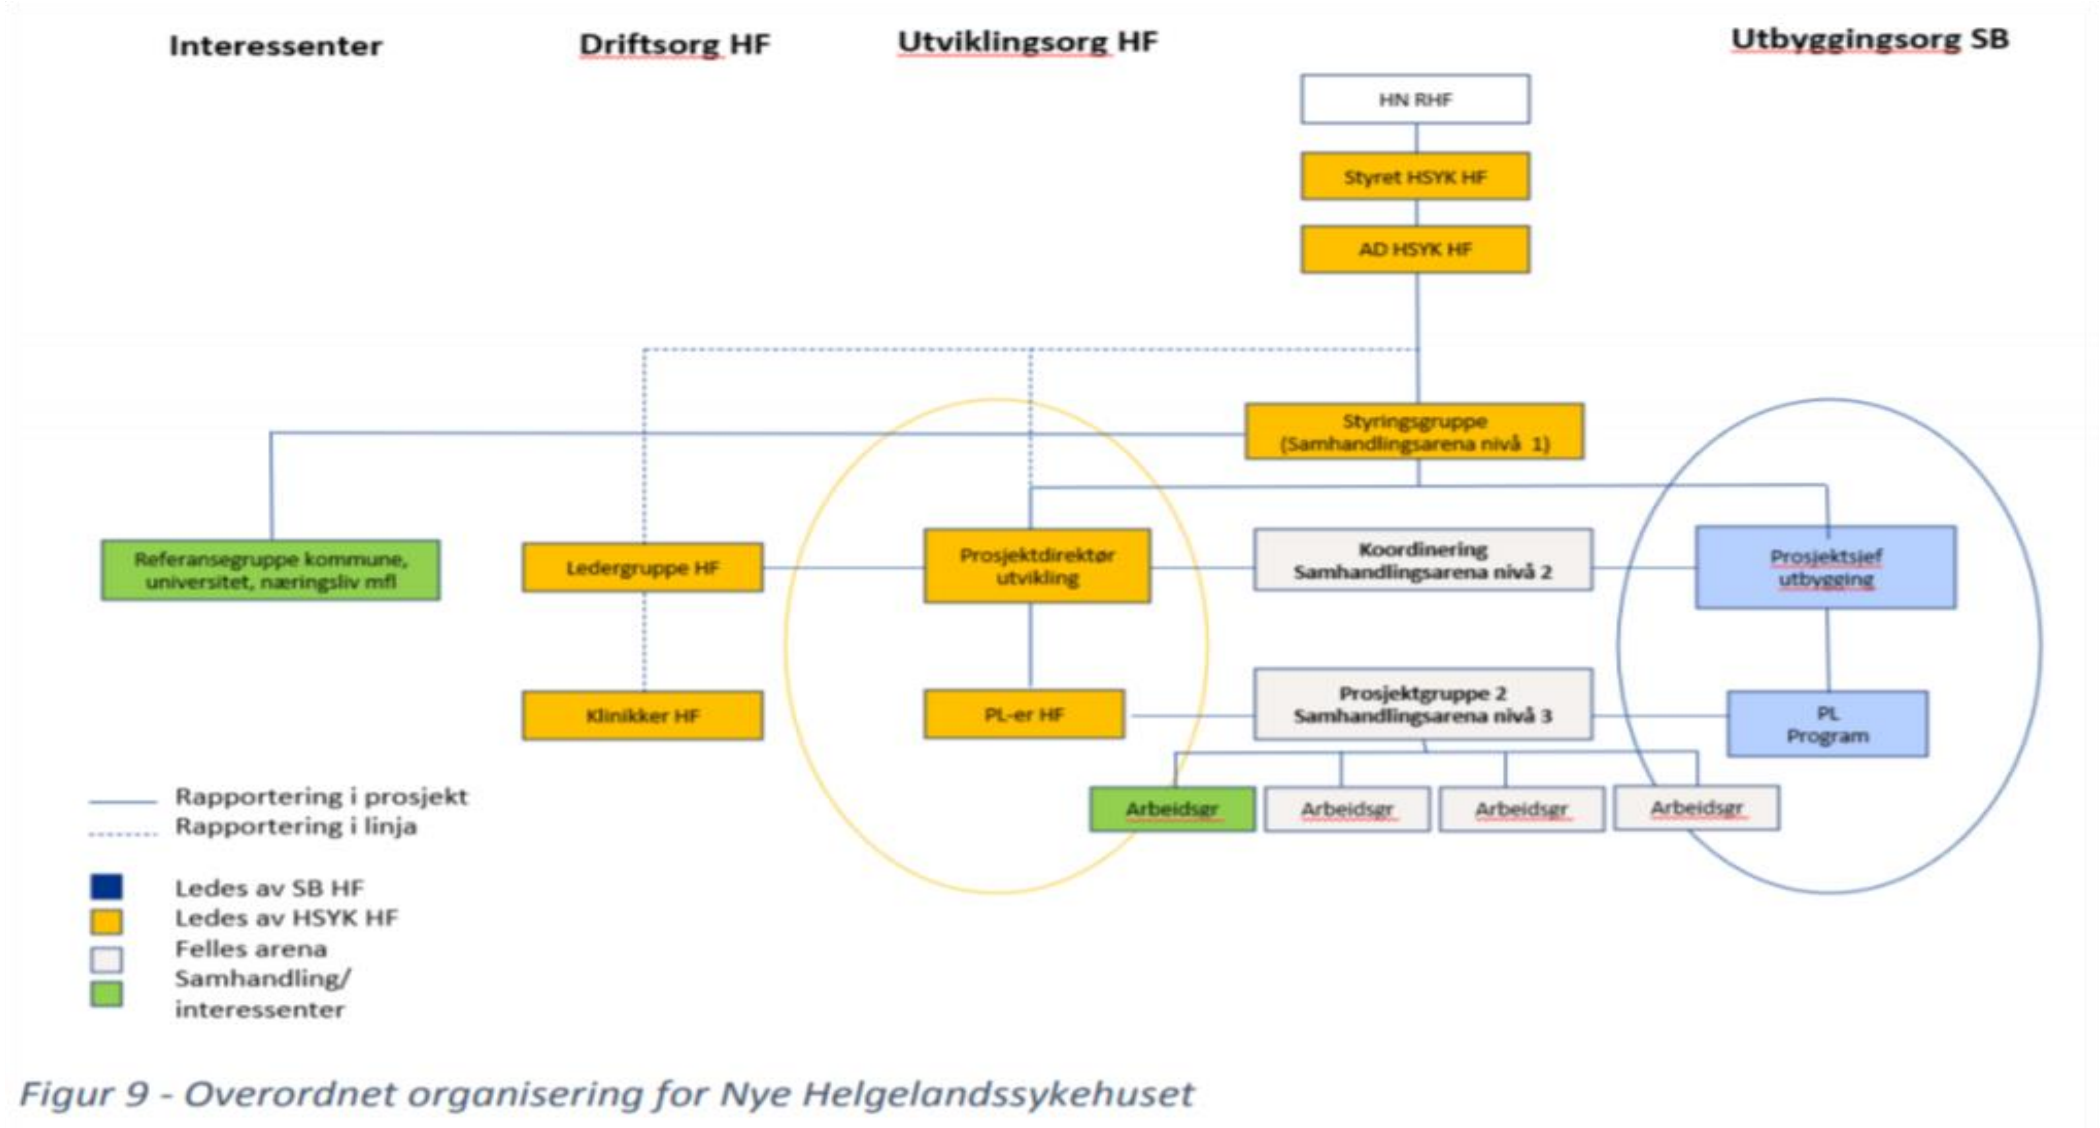 Interessenter
Driftsorg HF
Utviklingsorg HF
Utbyggingsorg SB
HN RHF
Styret HSYK HF
AD HSYK HF
Styringsgruppe
(Samhandlingsarena nivå 1)
Referansegruppe kommune,
universitet, næringsliv mfl
Ledergruppe HF
Prosjektdirektør
utvikling
Koordinering
Samhandlingsarena nivå 2
Prosjektsjef
utbygging
Klinikker HF
PL-er HF
Prosjektgruppe 2
Samhandlingsarena nivå 3
PL
Program
Arbeidsgr
Arbeidsgr
Arbeidsgr
Arbeidsgr
Rapportering i prosjekt
Rapportering i linja
Ledes av SB HF
Ledes av HSYK HF
Felles arena
Samhandling/
interessenter
Figur 9 - Overordnet organisering for Nye Helgelandssykehuset